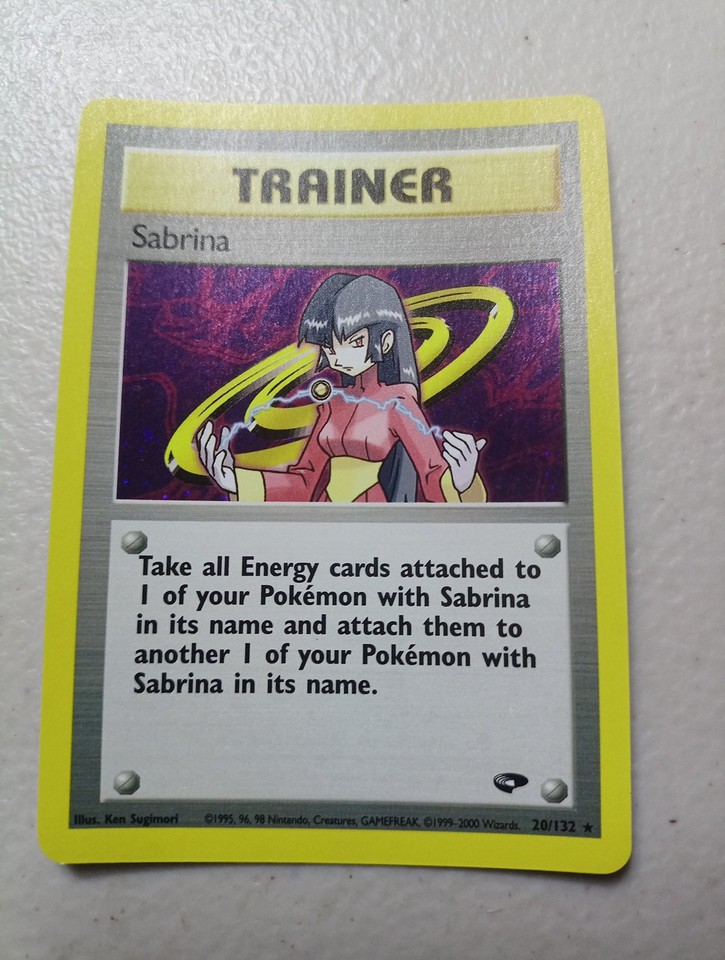 TRAINER
Sabrina
Take all Energy cards attached to
1 of your Pokémon with Sabrina
in its name and attach them to
another 1 of your Pokémon with
Sabrina in its name.
Illus. Ken Sugimori ©1995, 96, 98 Nintendo, Creatures, GAMEFREAK. ©1999-2000 Wizards. 20/132 ★